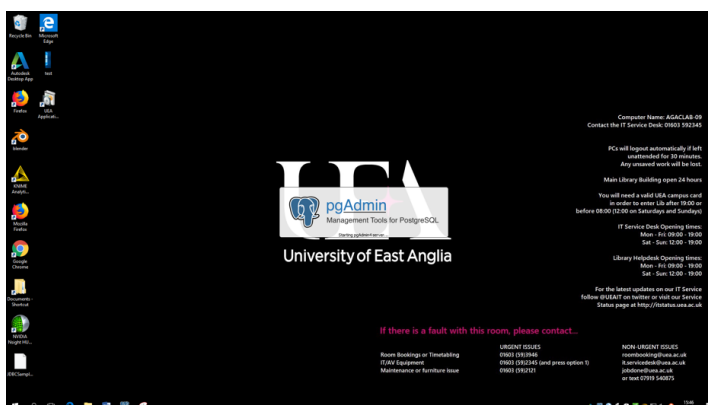 Recycle Bin
Microsoft
Edge
Autodesk
Desktop App
test
Firefox
UEA
Applicati...
blender
KNIME
Analyti...
Mozilla
Firefox
Google
Chrome
Documents -
Shortcut
NVIDIA
Nsight HU...
JDBCSampl...
UEA
pgAdmin
Management Tools for PostgreSQL
Starting pgAdmin4 server...
University of East Anglia
Computer Name: AGACLAB-09
Contact the IT Service Desk: 01603 592345
PCs will logout automatically if left
unattended for 30 minutes.
Any unsaved work will be lost.
Main Library Building open 24 hours
You will need a valid UEA campus card
in order to enter Lib after 19:00 or
before 08:00 (12:00 on Saturdays and Sundays)
IT Service Desk Opening times:
Mon - Fri: 09:00 - 19:00
Sat - Sun: 12:00 - 19:00
Library Helpdesk Opening times:
Mon - Fri: 09:00 - 19:00
Sat - Sun: 12:00 - 19:00
For the latest updates on our IT Service
follow @UEAIT on twitter or visit our Service
Status page at http://itstatus.uea.ac.uk
If there is a fault with this room, please contact...
URGENT ISSUES NON-URGENT ISSUES
Room Bookings or Timetabling 01603 (59)3946 roombooking@uea.ac.uk
IT/AV Equipment 01603 (59)2345 (and press option 1) it.servicedesk@uea.ac.uk
Maintenance or furniture issue 01603 (59)2121 jobdone@uea.ac.uk
or text 07919 540875
15:46